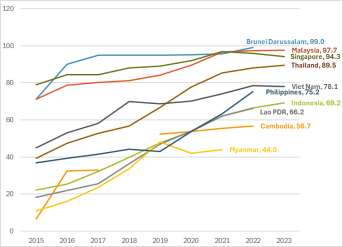 120
100
80
60
40
20
0
Brunei Darussalam, 99.0
Malaysia, 97.7
Singapore, 94.3
Thailand, 89.5
Viet Nam, 78.1
Philippines, 75.2
Indonesia, 69.2
Lao PDR, 66.2
Cambodia, 56.7
Myanmar, 44.0
2015 2016 2017 2018 2019 2020 2021 2022 2023